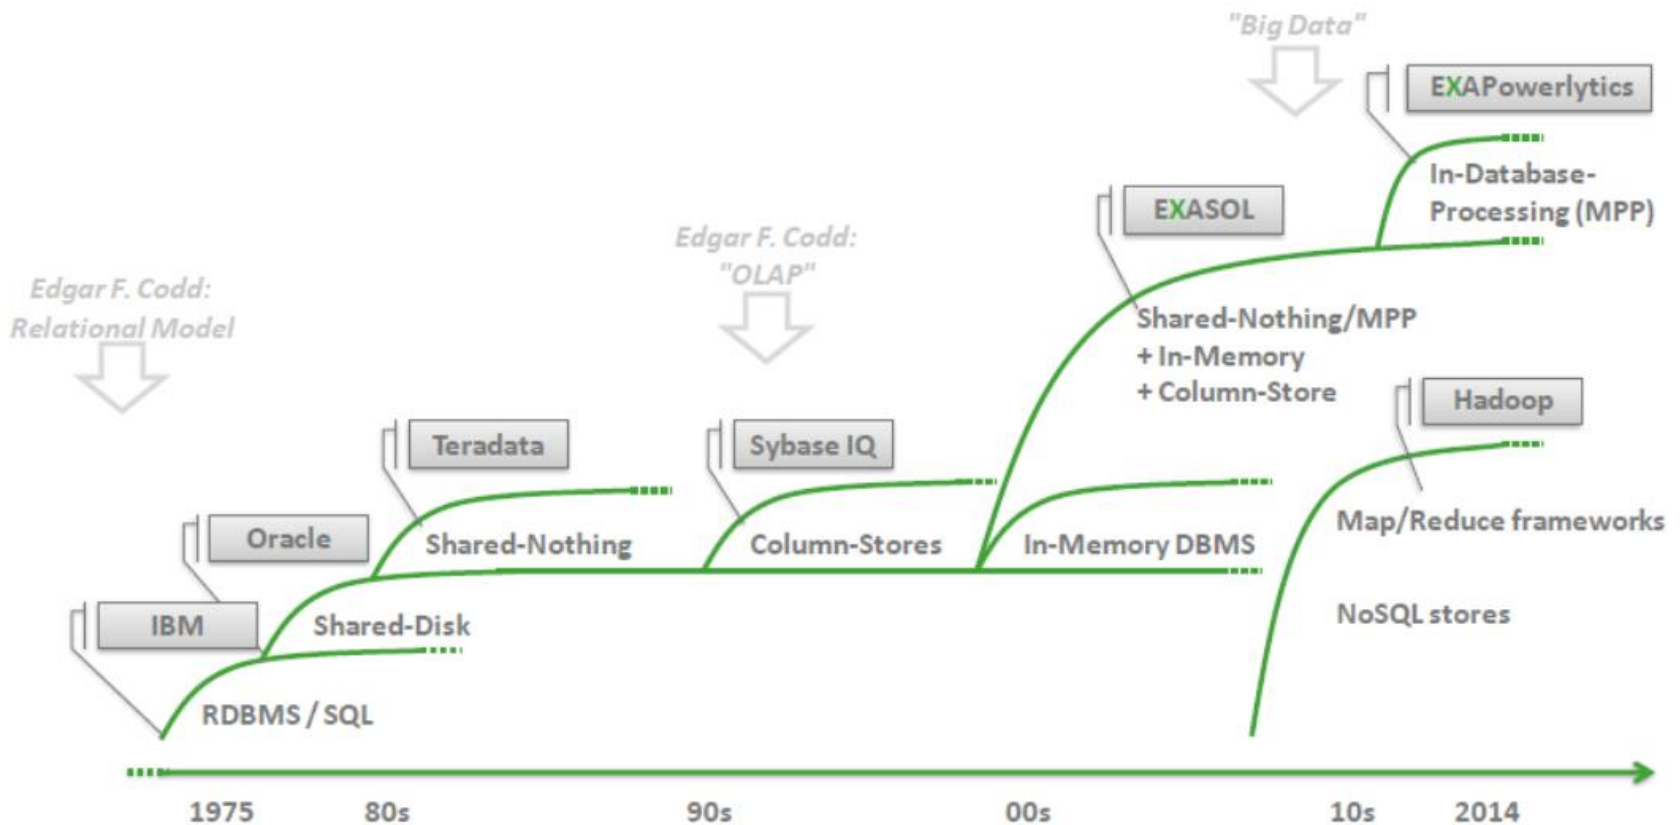 "Big Data"
EXAPowerlytics
In-Database-
Processing (MPP)
EXASOL
Edgar F. Codd:
"OLAP"
Edgar F. Codd:
Relational Model
Shared-Nothing/MPP
+ In-Memory
+ Column-Store
Hadoop
Teradata
Sybase IQ
Oracle
Shared-Nothing
Column-Stores
In-Memory DBMS
Map/Reduce frameworks
IBM
Shared-Disk
NoSQL stores
RDBMS / SQL
1975
80s
90s
00s
10s
2014